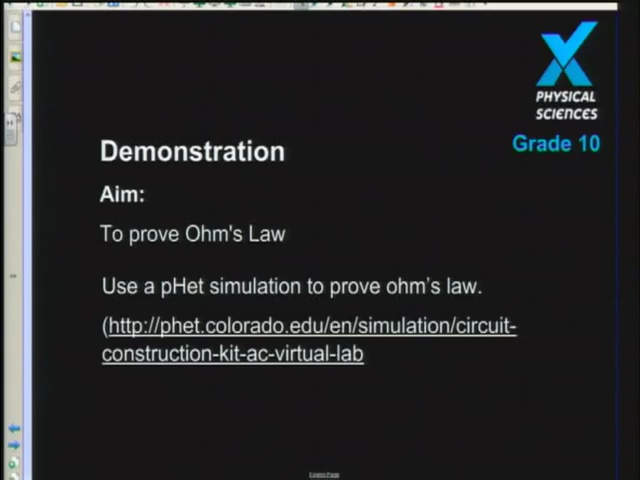 PHYSICAL
SCIENCES
Grade 10
Demonstration
Aim:
To prove Ohm's Law
Use a pHet simulation to prove ohm's law.
(http://phet.colorado.edu/en/simulation/circuit-
construction-kit-ac-virtual-lab